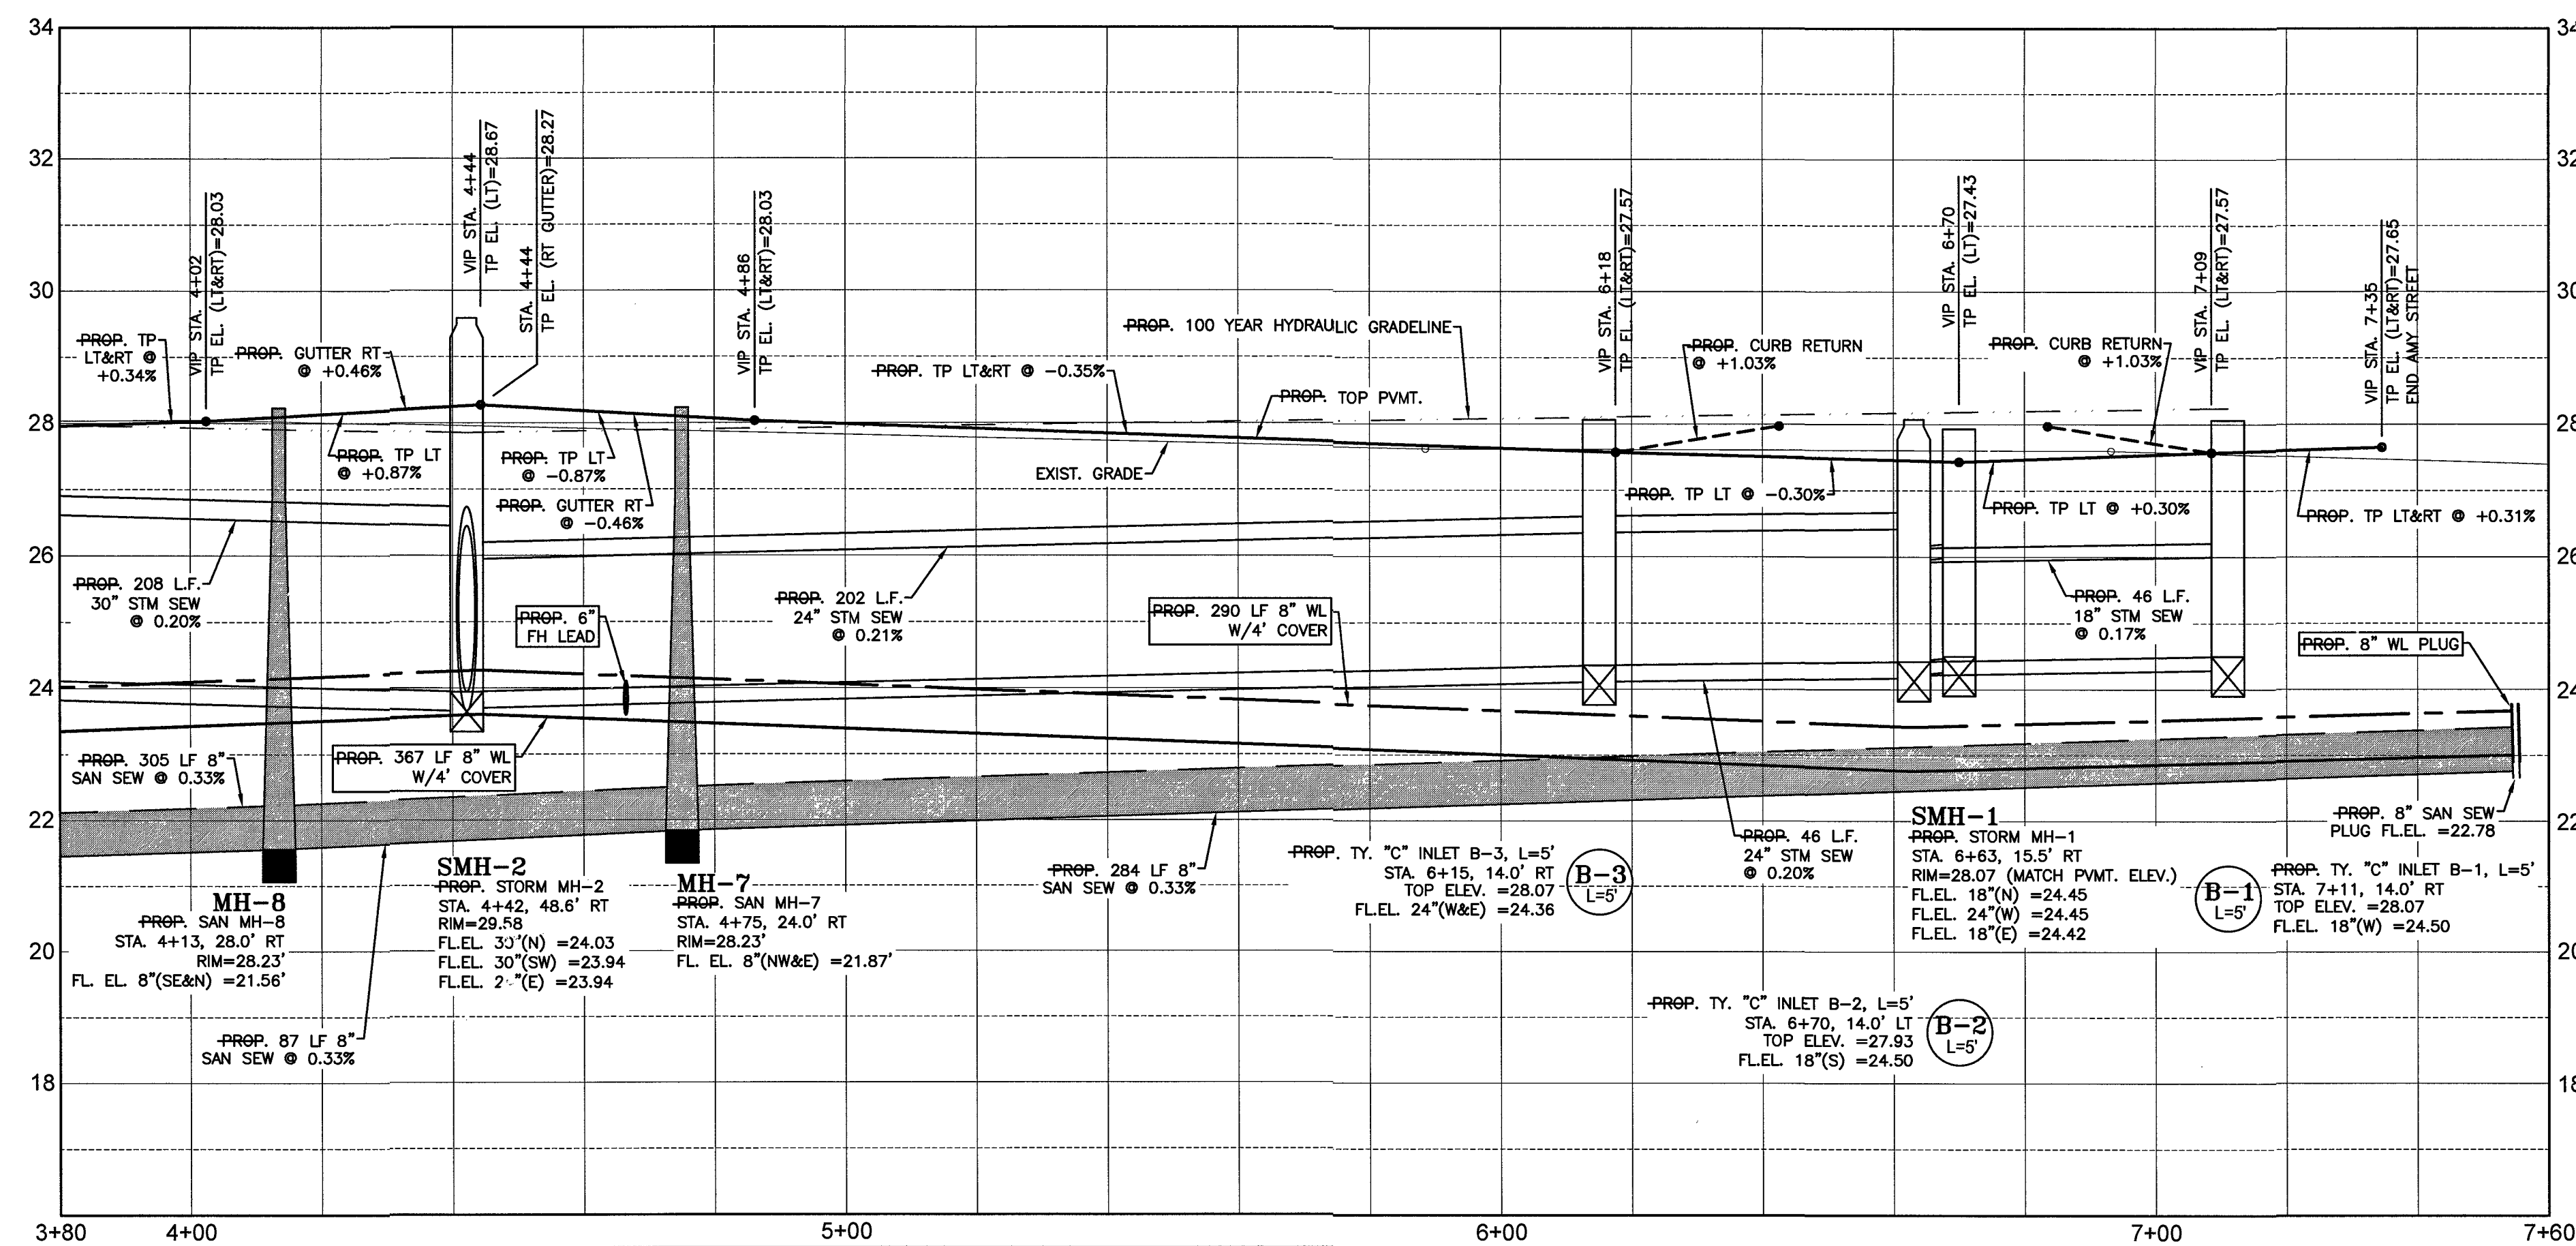 34
34
32
32
30
30
28
28
26
26
24
24
22
22
20
20
18
18
3+80
4+00
5+00
6+00
7+00
7+60
VIP STA. 4+02
TP EL. (LT&RT)=28.03
VIP STA. 4+44
TP EL. (LT)=28.67
STA. 4+44
TP EL. (RT GUTTER)=28.27
VIP STA. 4+86
TP EL. (LT&RT)=28.03
VIP STA. 6+18
TP EL. (LT&RT)=27.57
VIP STA. 6+70
TP EL. (LT)=27.43
VIP STA. 7+09
TP EL. (LT&RT)=27.57
VIP STA. 7+35
TP EL. (LT&RT)=27.65
END AMY STREET
PROP. TP
LT&RT @
+0.34%
PROP. GUTTER RT
@ +0.46%
PROP. TP LT
@ +0.87%
PROP. TP LT
@ -0.87%
PROP. GUTTER RT
@ -0.46%
PROP. TP LT&RT @ -0.35%
PROP. 100 YEAR HYDRAULIC GRADELINE
PROP. TOP PVMT.
EXIST. GRADE
PROP. CURB RETURN
@ +1.03%
PROP. CURB RETURN
@ +1.03%
PROP. TP LT @ -0.30%
PROP. TP LT @ +0.30%
PROP. TP LT&RT @ +0.31%
PROP. 208 L.F.
30" STM SEW
@ 0.20%
PROP. 6"
FH LEAD
PROP. 202 L.F.
24" STM SEW
@ 0.21%
PROP. 290 LF 8" WL
W/4' COVER
PROP. 46 L.F.
18" STM SEW
@ 0.17%
PROP. 8" WL PLUG
PROP. 305 LF 8"
SAN SEW @ 0.33%
PROP. 367 LF 8" WL
W/4' COVER
PROP. 284 LF 8"
SAN SEW @ 0.33%
PROP. 46 L.F.
24" STM SEW
@ 0.20%
PROP. 8" SAN SEW
PLUG FL.EL. =22.78
MH-8
PROP. SAN MH-8
STA. 4+13, 28.0' RT
RIM=28.23'
FL. EL. 8"(SE&N) =21.56'
PROP. 87 LF 8"
SAN SEW @ 0.33%
SMH-2
PROP. STORM MH-2
STA. 4+42, 48.6' RT
RIM=29.58
FL.EL. 30"(N) =24.03
FL.EL. 30"(SW) =23.94
FL.EL. (E) =23.94
MH-7
PROP. SAN MH-7
STA. 4+75, 24.0' RT
RIM=28.23'
FL. EL. 8"(NW&E) =21.87'
PROP. TY. "C" INLET B-3, L=5'
STA. 6+15, 14.0' RT
TOP ELEV. =28.07
FL.EL. 24"(W&E) =24.36
B-3
L=5'
SMH-1
PROP. STORM MH-1
STA. 6+63, 15.5' RT
RIM=28.07 (MATCH PVMT. ELEV.)
FL.EL. 18"(N) =24.45
FL.EL. 24"(W) =24.45
FL.EL. 18"(E) =24.42
B-1
L=5'
PROP. TY. "C" INLET B-1, L=5'
STA. 7+11, 14.0' RT
TOP ELEV. =28.07
FL.EL. 18"(W) =24.50
PROP. TY. "C" INLET B-2, L=5'
STA. 6+70, 14.0' LT
TOP ELEV. =27.93
FL.EL. 18"(S) =24.50
B-2
L=5'